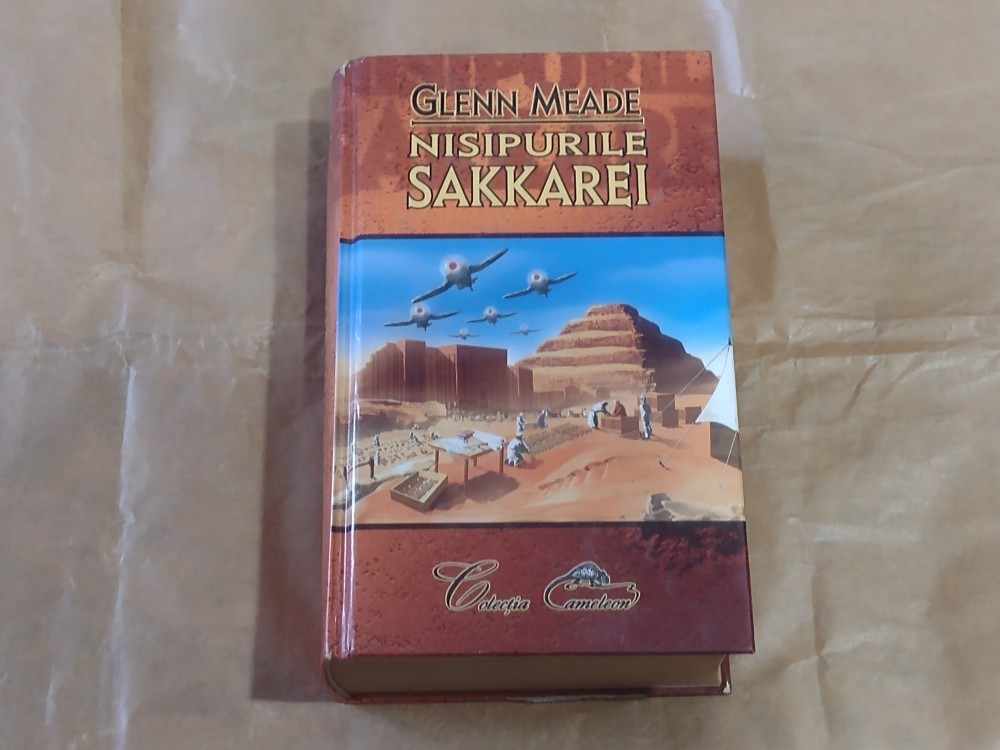 GLENN MEADE
NISIPURILE
SAKKAREI
Colecția Cameleon